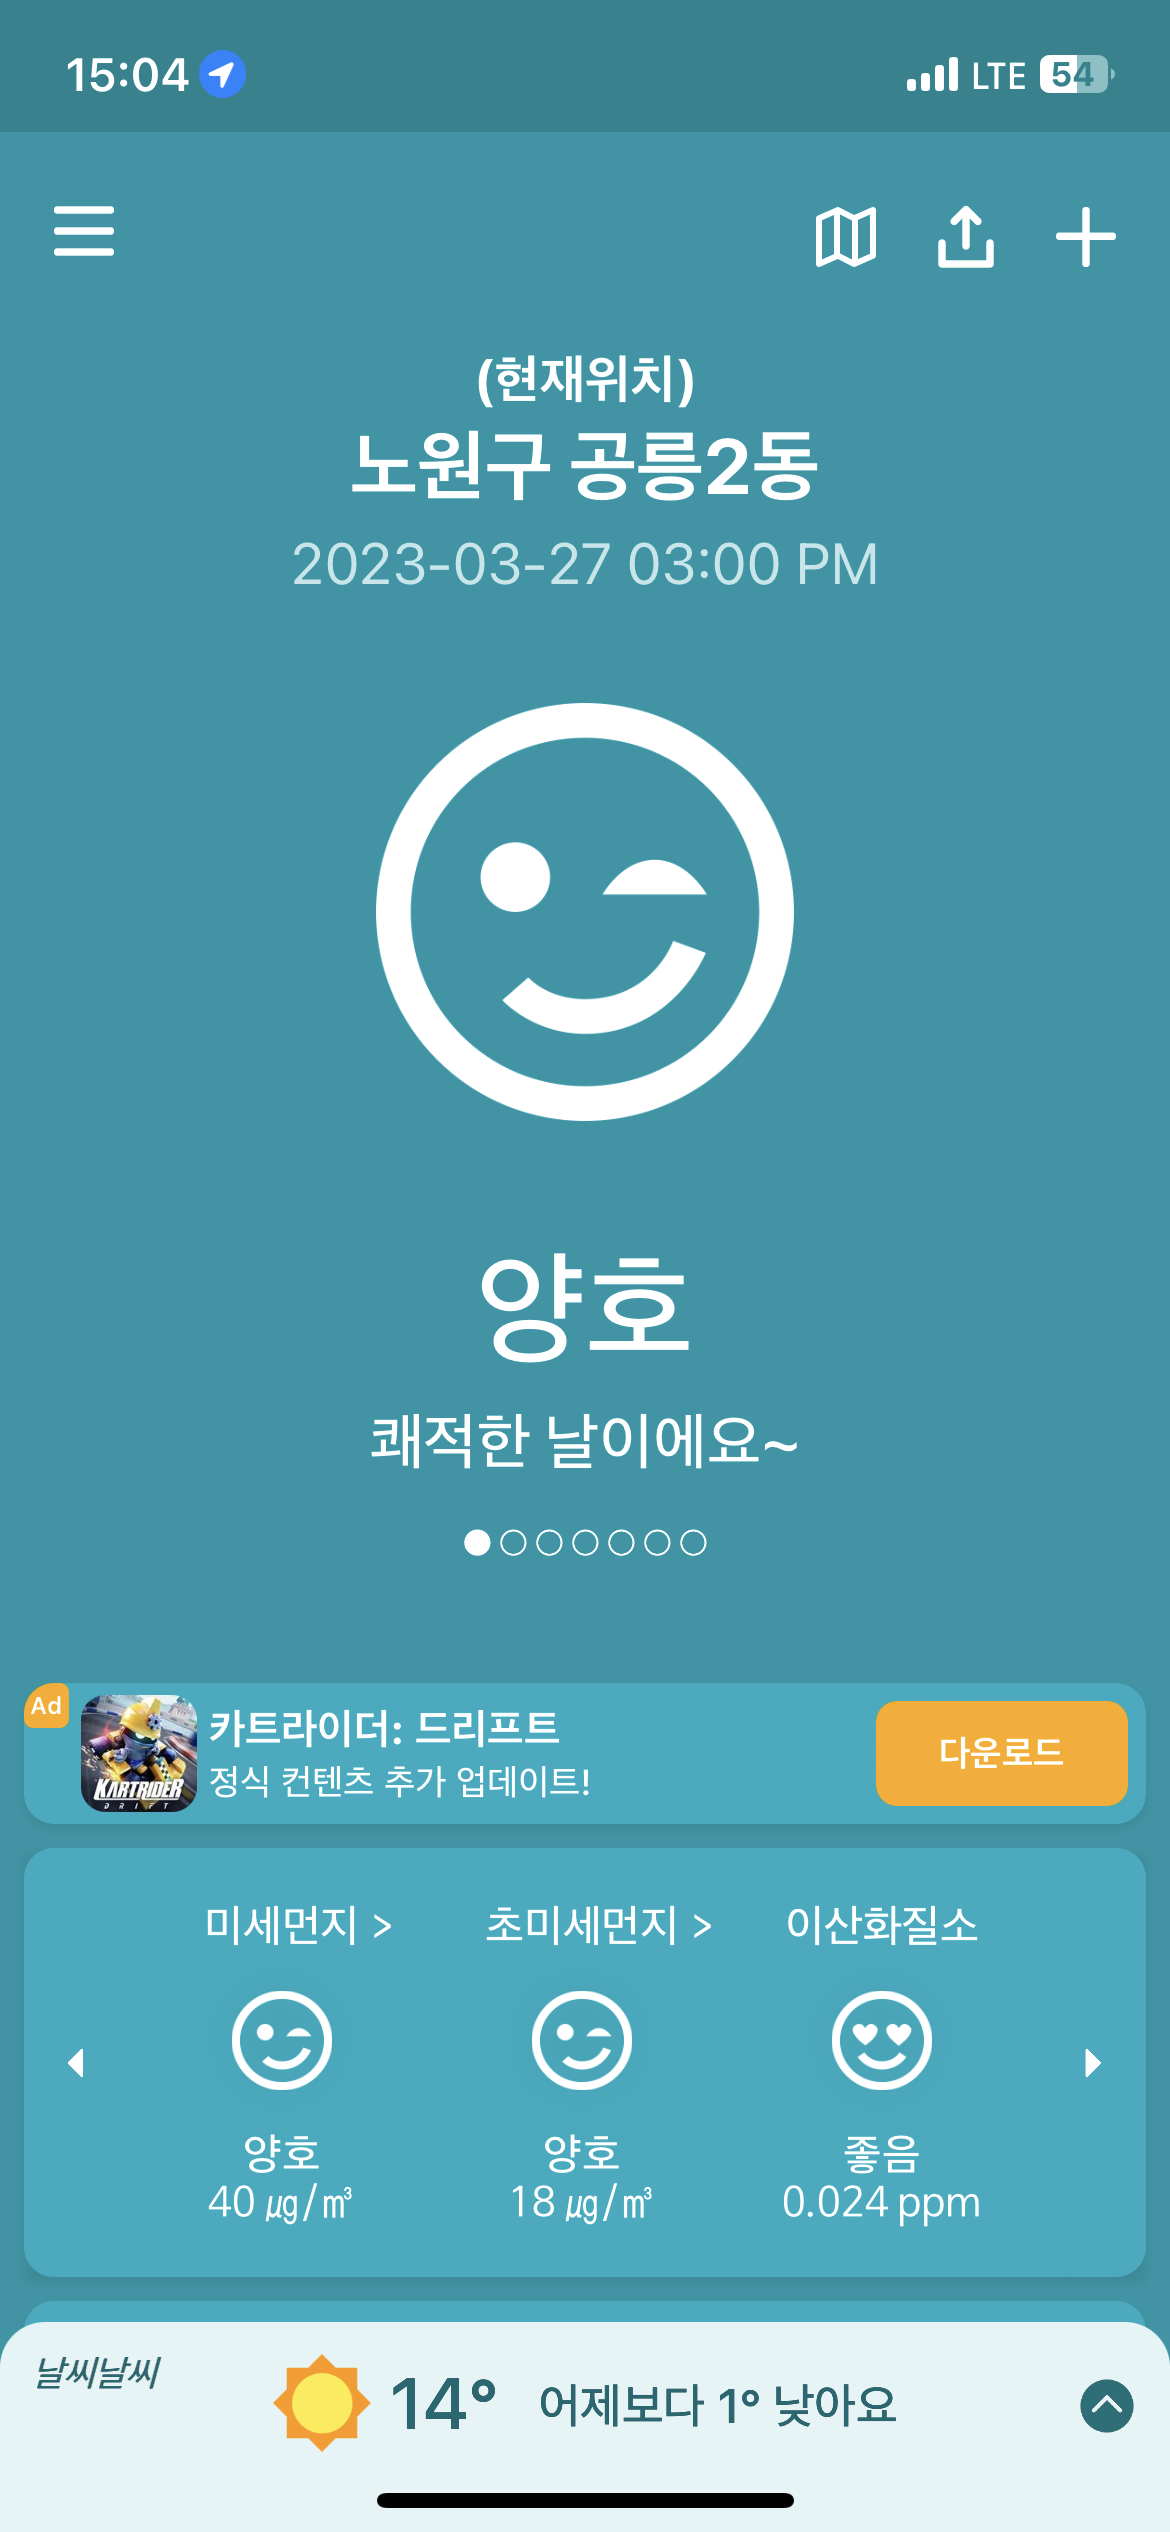 15:04
LTE 54
(현재위치)
노원구 공릉2동
2023-03-27 03:00 PM
양호
쾌적한 날이에요~
Ad
KARTRIDER
DRIFT
카트라이더: 드리프트
정식 컨텐츠 추가 업데이트!
다운로드
미세먼지 > 초미세먼지 > 이산화질소
양호 양호 좋음
40 ㎍/㎥ 18 ㎍/㎥ 0.024 ppm
날씨날씨
14° 어제보다 1° 낮아요